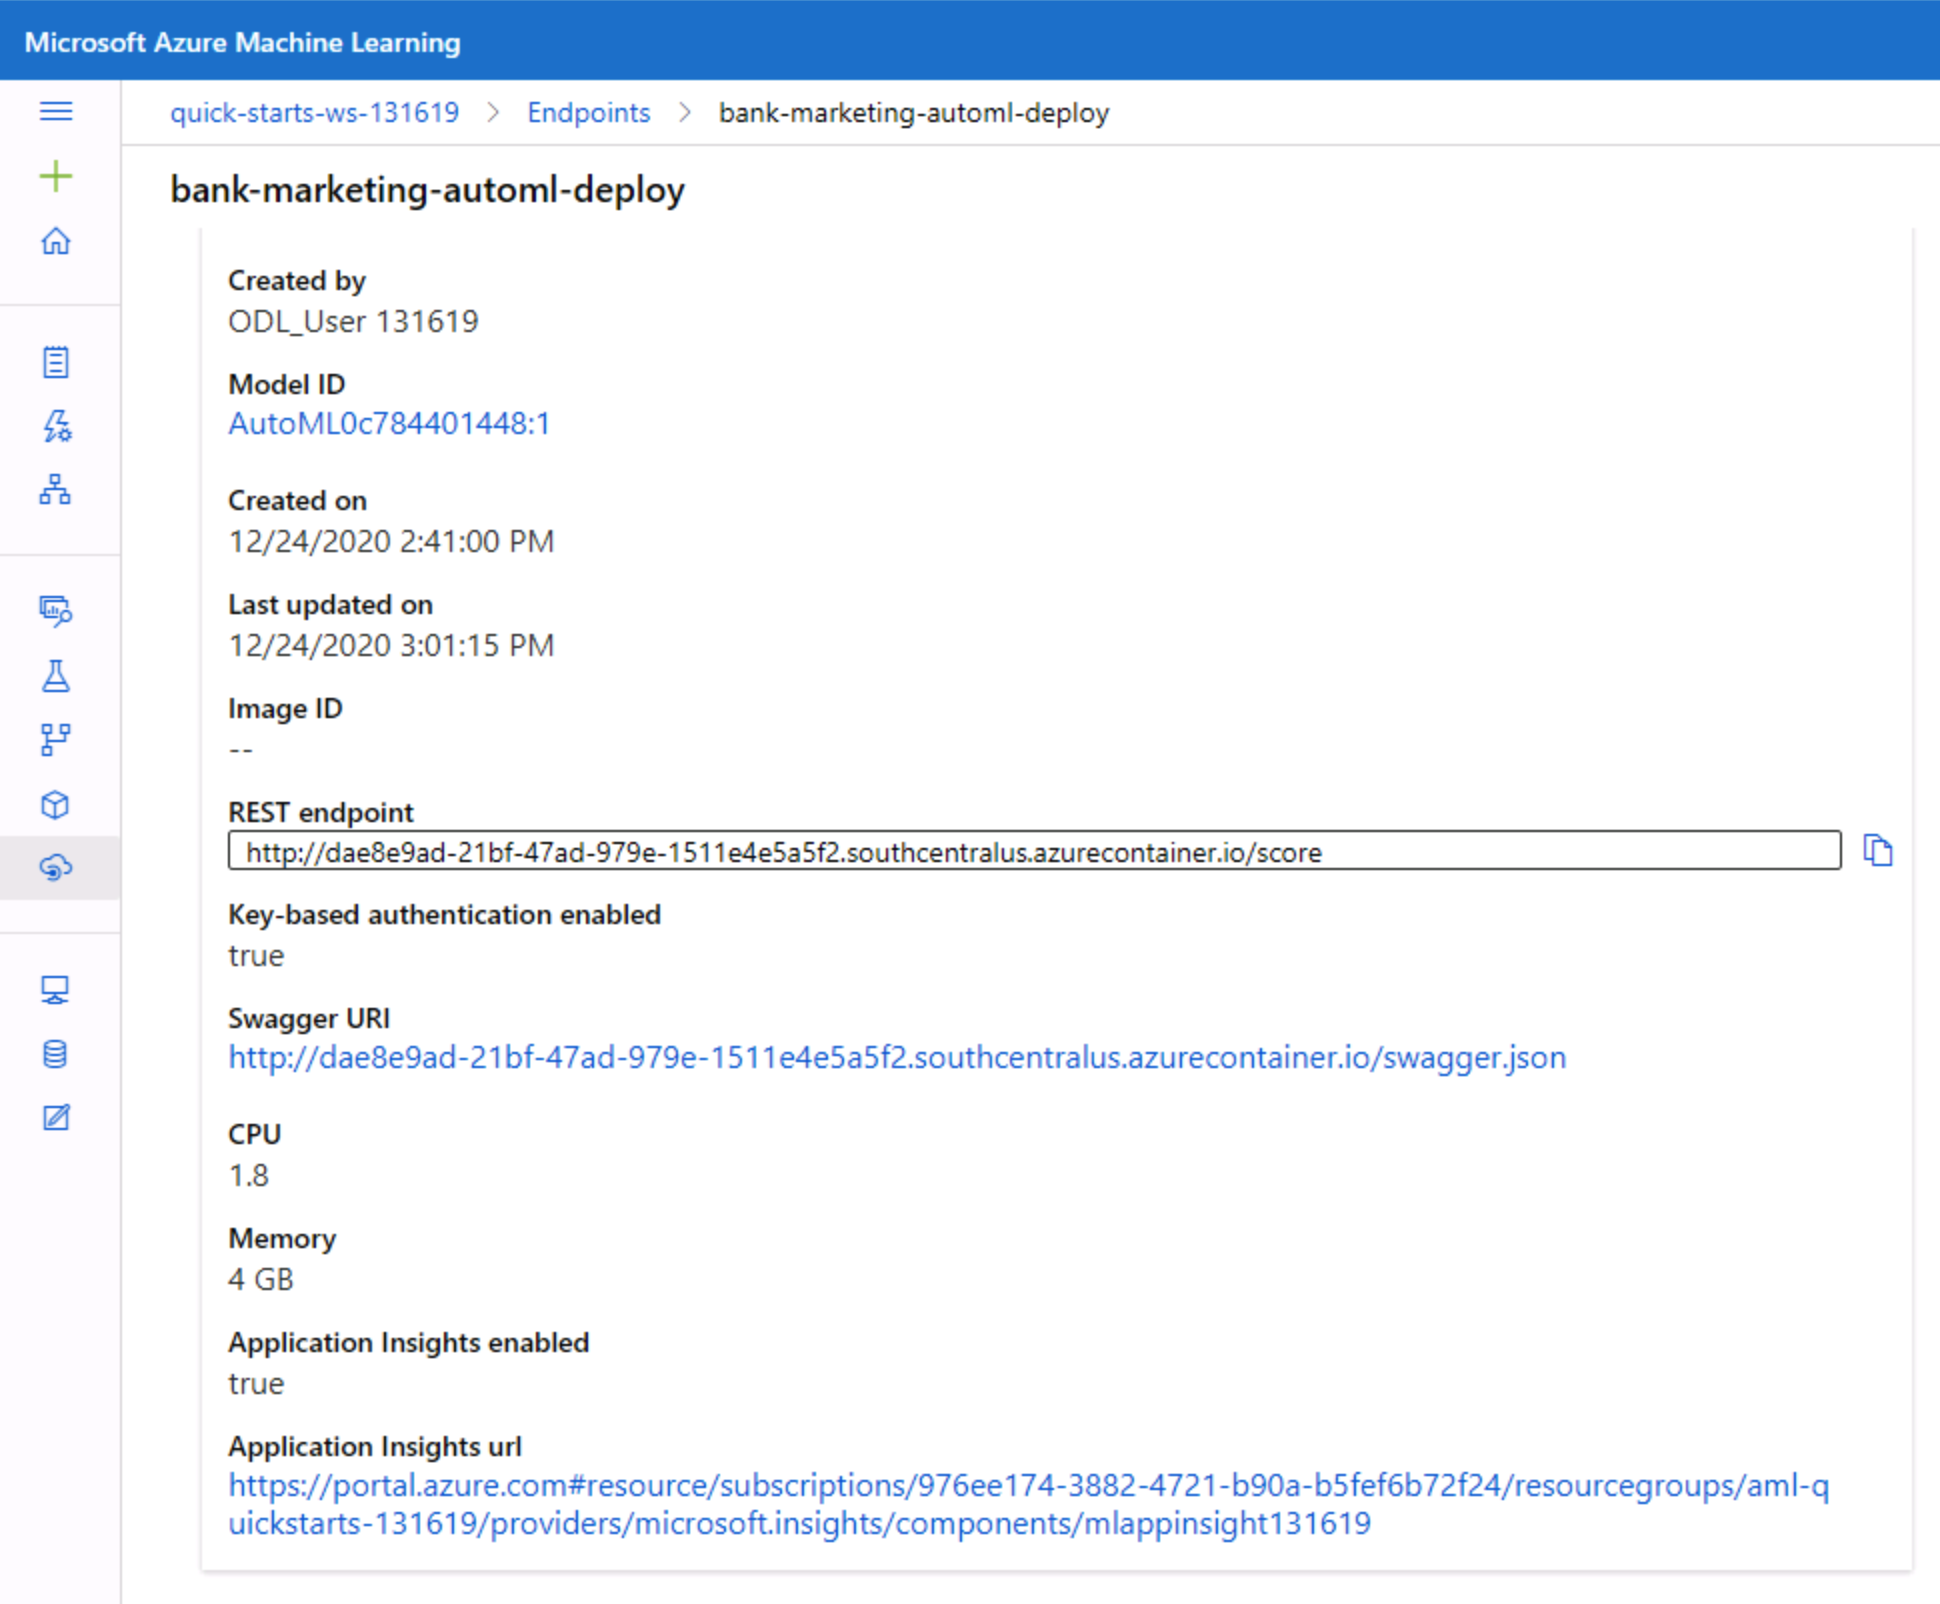 Microsoft Azure Machine Learning
quick-starts-ws-131619 > Endpoints > bank-marketing-automl-deploy
bank-marketing-automl-deploy
Created by
ODL_User 131619
Model ID
AutoML0c784401448:1
Created on
12/24/2020 2:41:00 PM
Last updated on
12/24/2020 3:01:15 PM
Image ID
--
REST endpoint
http://dae8e9ad-21bf-47ad-979e-1511e4e5a5f2.southcentralus.azurecontainer.io/score
Key-based authentication enabled
true
Swagger URI
http://dae8e9ad-21bf-47ad-979e-1511e4e5a5f2.southcentralus.azurecontainer.io/swagger.json
CPU
1.8
Memory
4 GB
Application Insights enabled
true
Application Insights url
https://portal.azure.com#resource/subscriptions/976ee174-3882-4721-b90a-b5fef6b72f24/resourcegroups/aml-q
uickstarts-131619/providers/microsoft.insights/components/mlappinsight131619